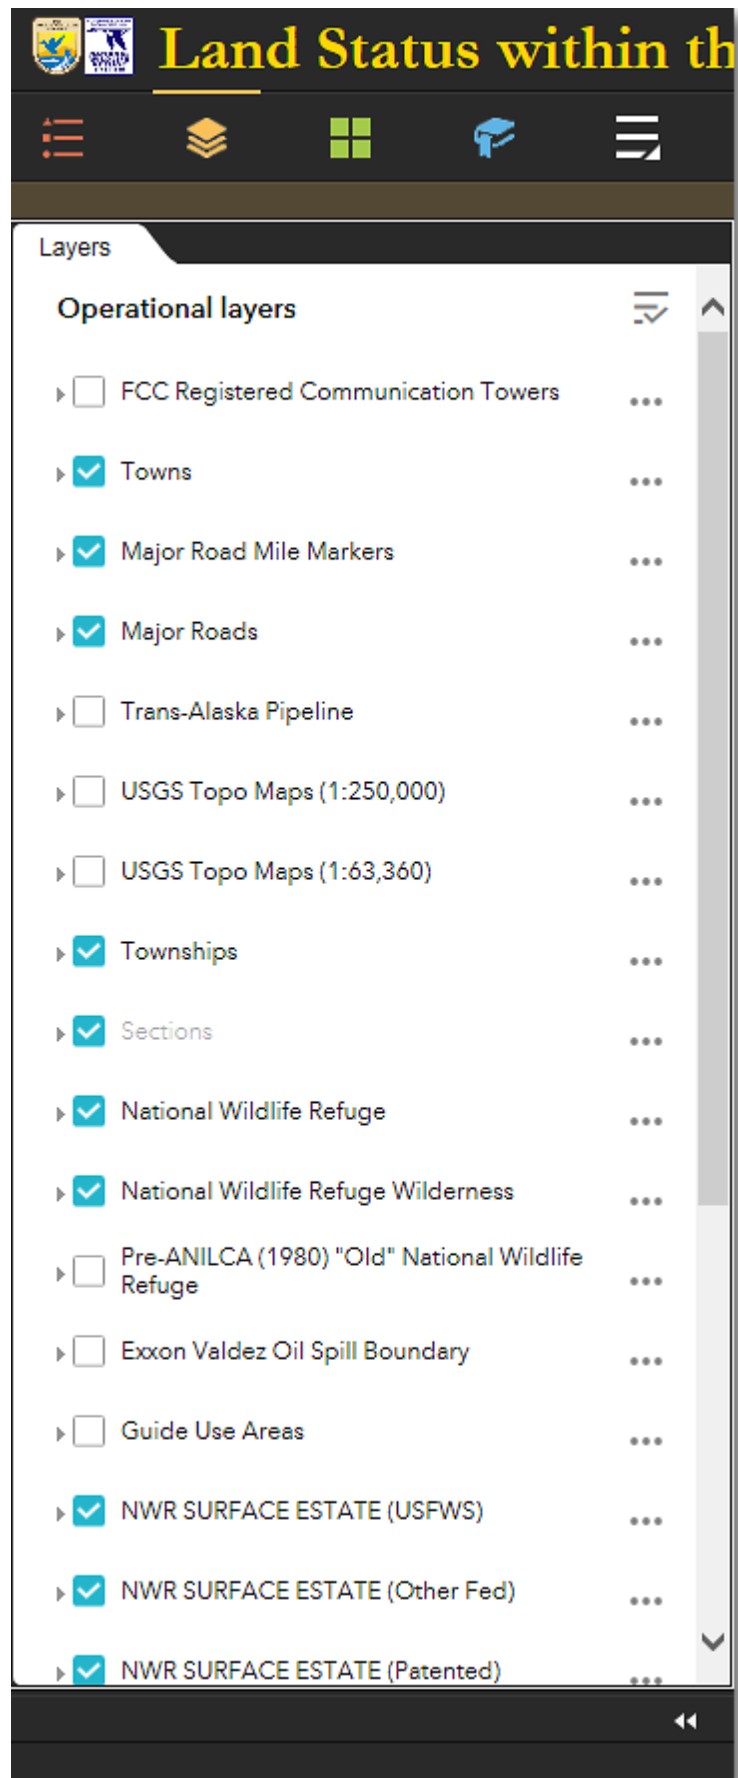 Land Status within th
Layers
Operational layers
FCC Registered Communication Towers
Towns
Major Road Mile Markers
Major Roads
Trans-Alaska Pipeline
USGS Topo Maps (1:250,000)
USGS Topo Maps (1:63,360)
Townships
Sections
National Wildlife Refuge
National Wildlife Refuge Wilderness
Pre-ANILCA (1980) "Old" National Wildlife
Refuge
Exxon Valdez Oil Spill Boundary
Guide Use Areas
NWR SURFACE ESTATE (USFWS)
NWR SURFACE ESTATE (Other Fed)
NWR SURFACE ESTATE (Patented)